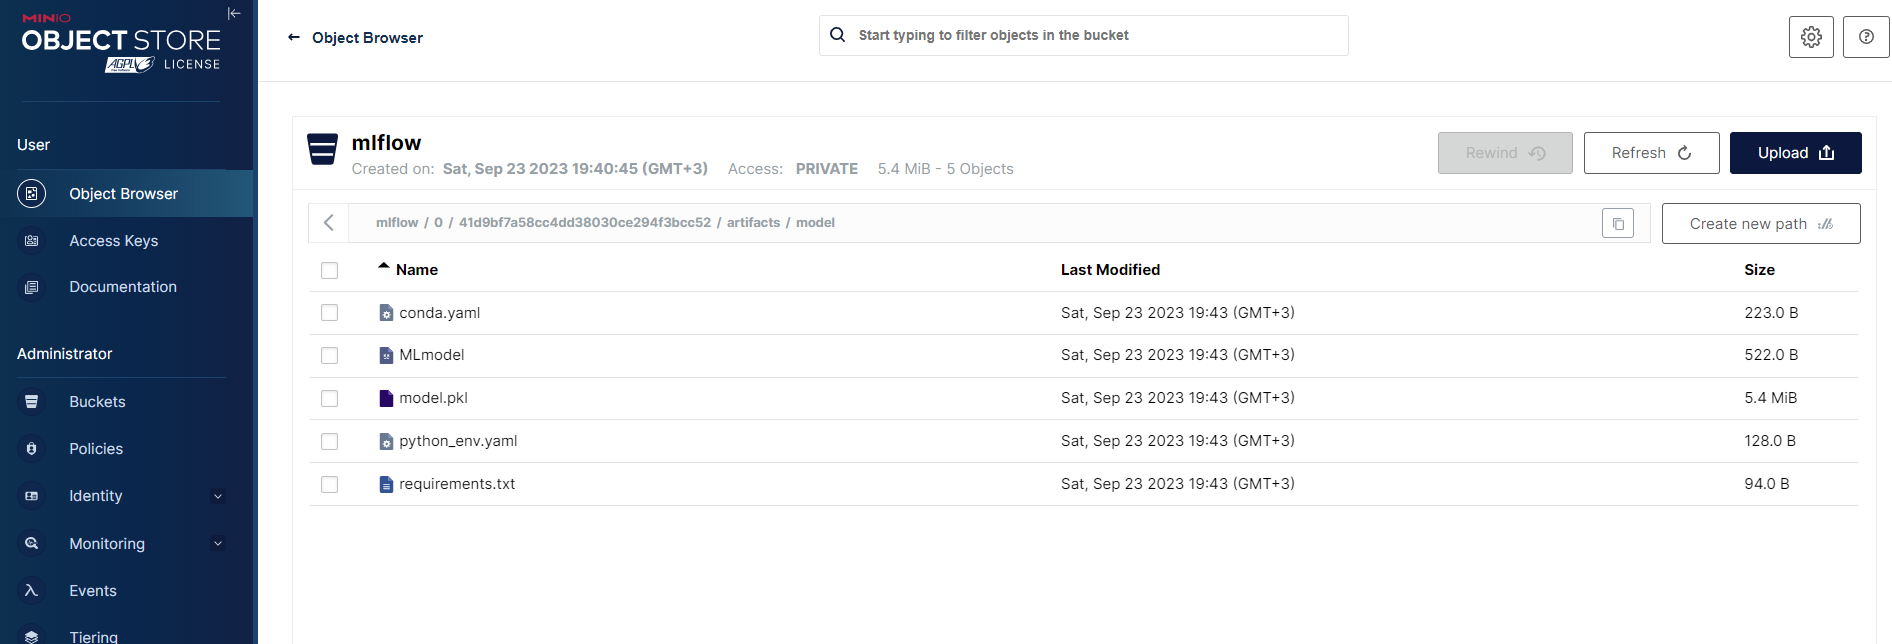 MINIO
OBJECT STORE
AGPLv3 LICENSE
User
Object Browser
Access Keys
Documentation
Administrator
Buckets
Policies
Identity
Monitoring
Events
Tiering
Object Browser
Start typing to filter objects in the bucket
mlflow
Created on: Sat, Sep 23 2023 19:40:45 (GMT+3) Access: PRIVATE 5.4 MiB - 5 Objects
Rewind
Refresh
Upload
mlflow / 0 / 41d9bf7a58cc4dd38030ce294f3bcc52 / artifacts / model
Create new path
Name Last Modified Size
conda.yaml Sat, Sep 23 2023 19:43 (GMT+3) 223.0 B
MLmodel Sat, Sep 23 2023 19:43 (GMT+3) 522.0 B
model.pkl Sat, Sep 23 2023 19:43 (GMT+3) 5.4 MiB
python_env.yaml Sat, Sep 23 2023 19:43 (GMT+3) 128.0 B
requirements.txt Sat, Sep 23 2023 19:43 (GMT+3) 94.0 B